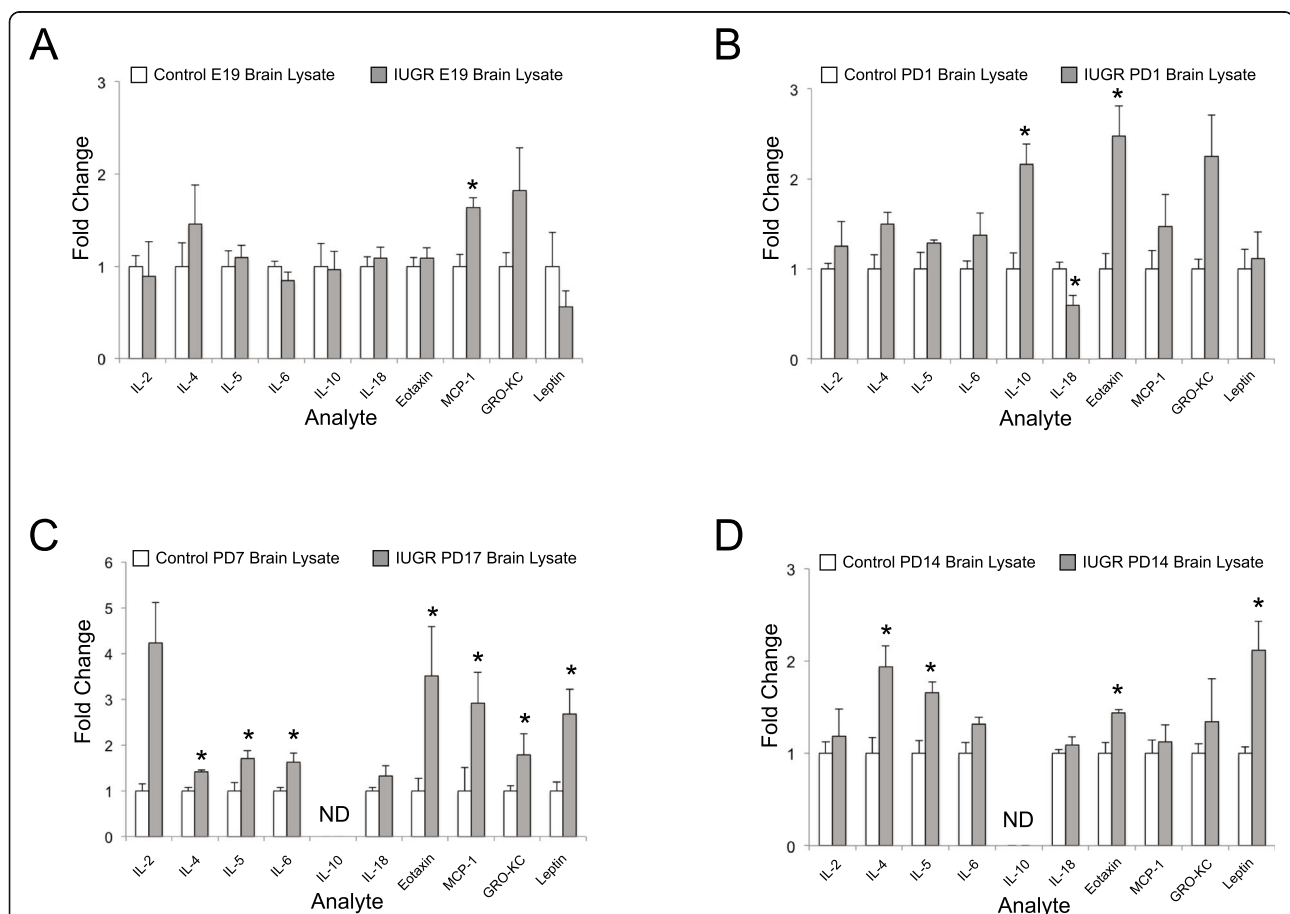 A
Control E19 Brain Lysate IUGR E19 Brain Lysate
3
2
1
0
Fold Change
*
IL-2 IL-4 IL-5 IL-6 IL-10 IL-18 Eotaxin MCP-1 GRO-KC Leptin
Analyte
B
Control PD1 Brain Lysate IUGR PD1 Brain Lysate
3
2
1
0
Fold Change
* * *
IL-2 IL-4 IL-5 IL-6 IL-10 IL-18 Eotaxin MCP-1 GRO-KC Leptin
Analyte
C
Control PD7 Brain Lysate IUGR PD17 Brain Lysate
6
5
4
3
2
1
0
Fold Change
* * * * * * *
ND
IL-2 IL-4 IL-5 IL-6 IL-10 IL-18 Eotaxin MCP-1 GRO-KC Leptin
Analyte
D
Control PD14 Brain Lysate IUGR PD14 Brain Lysate
3
2
1
0
Fold Change
* * * *
ND
IL-2 IL-4 IL-5 IL-6 IL-10 IL-18 Eotaxin MCP-1 GRO-KC Leptin
Analyte